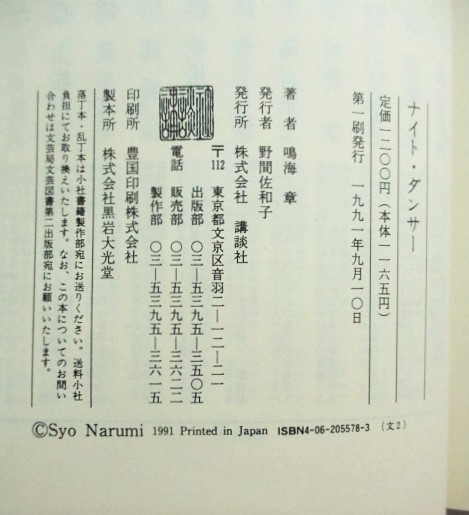 ナイト・ダンサー
定価一二〇〇円(本体一一六五円)
第一刷発行 一九九一年九月一〇日
著者 鳴海 章
発行者 野間佐和子
発行所 株式会社 講談社
〒112 東京都文京区音羽二―一二―二一
電話 出版部 〇三―五三九五―三五〇五
販売部 〇三―五三九五―三六二二
製作部 〇三―五三九五―三六一五
印刷所 豊国印刷株式会社
製本所 株式会社黒岩大光堂
落丁本・乱丁本は小社書籍製作部宛にお送りください。送料小社
負担にてお取り換えいたします。なお、この本についてのお問い
合わせは文芸局文芸図書第二出版部宛にお願いいたします。
©Syo Narumi 1991 Printed in Japan ISBN4-06-205578-3 (文2)